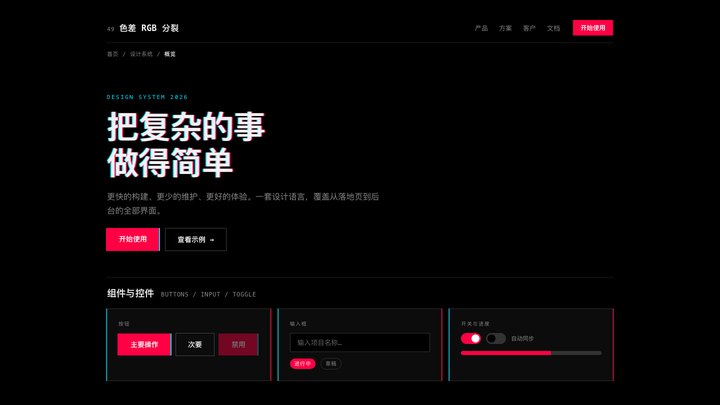 49 色差 RGB 分裂
产品 方案 客户 文档 开始使用
首页 / 设计系统 / 概览
DESIGN SYSTEM 2026
把复杂的事
做得简单
更快的构建、更少的维护、更好的体验。一套设计语言，覆盖从落地页到后
台的全部界面。
开始使用 查看示例 →
组件与控件 BUTTONS / INPUT / TOGGLE
按钮
主要操作 次要 禁用
输入框
输入项目名称…
进行中 草稿
开关与进度
自动同步